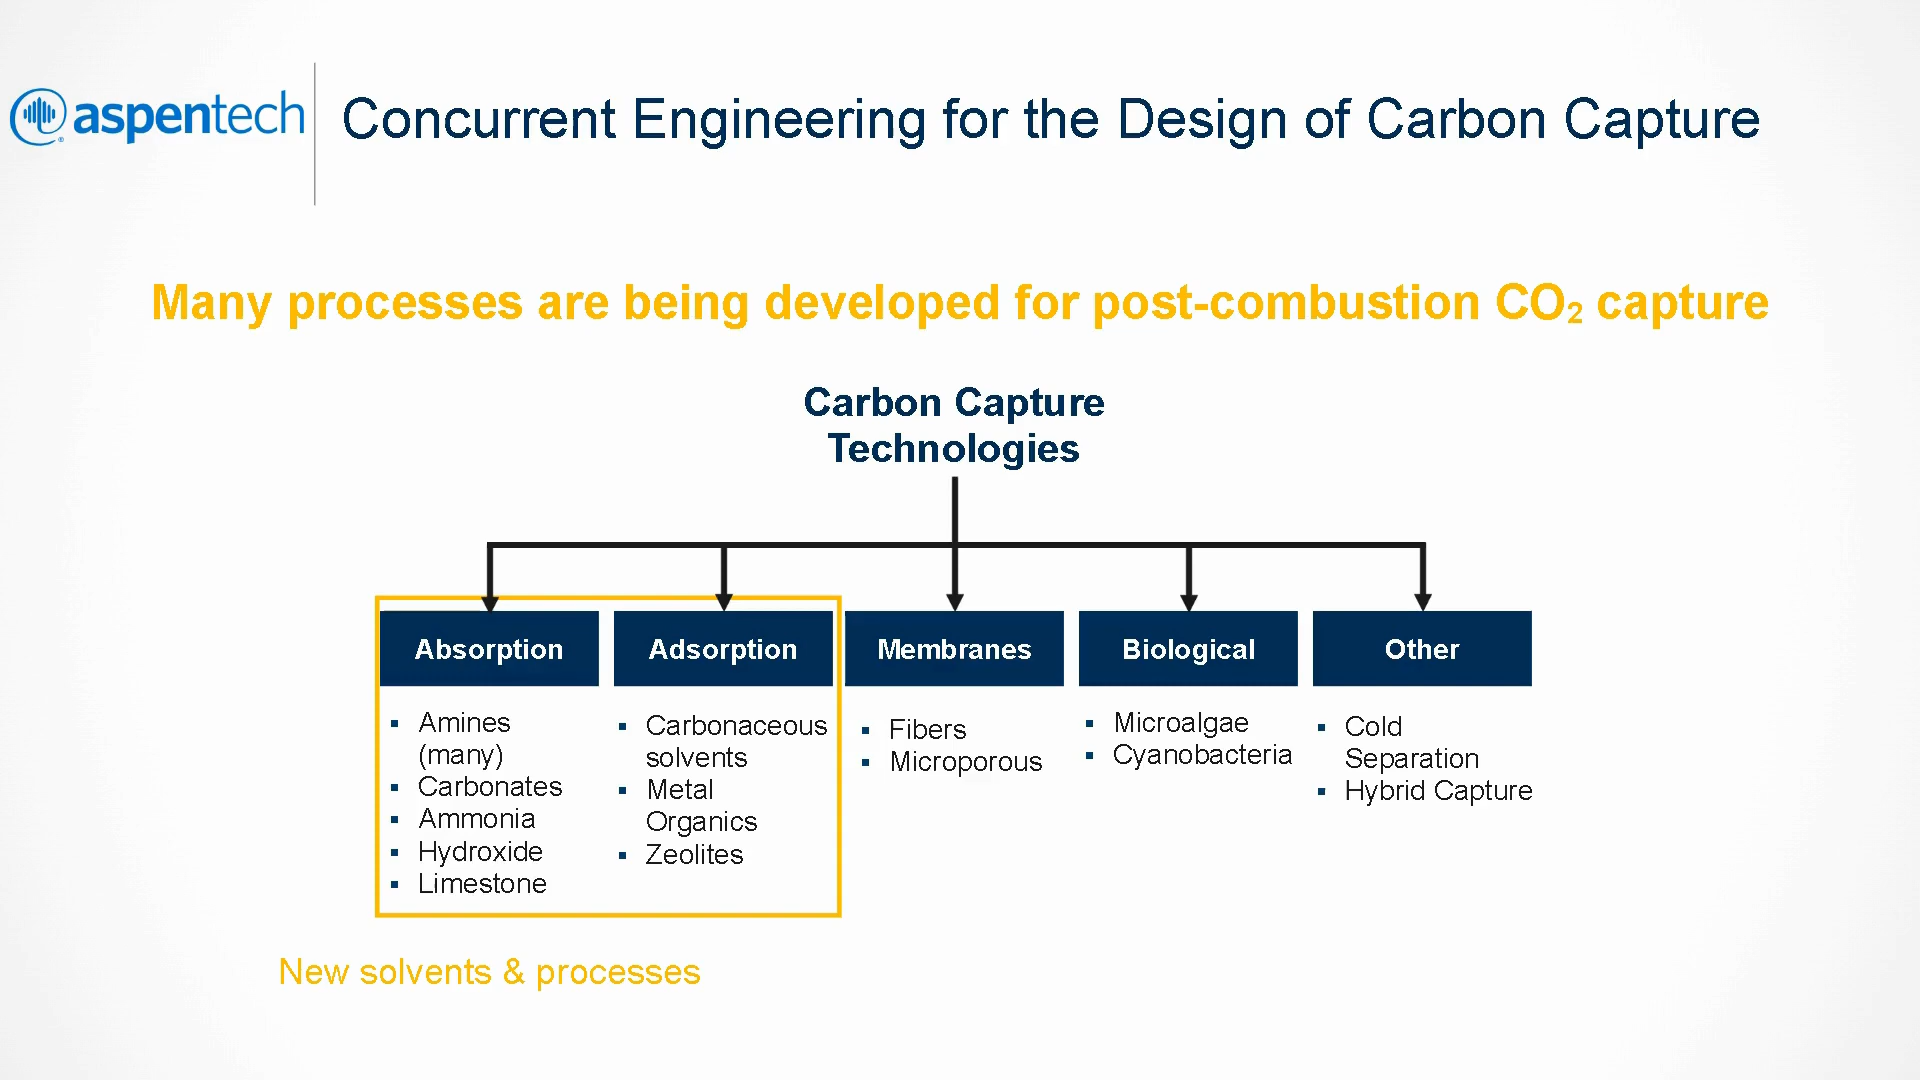 aspentech
Concurrent Engineering for the Design of Carbon Capture
Many processes are being developed for post-combustion CO₂ capture
Carbon Capture
Technologies
Absorption
Adsorption
Membranes
Biological
Other
▪ Amines
(many)
▪ Carbonates
▪ Ammonia
▪ Hydroxide
▪ Limestone
▪ Carbonaceous
solvents
▪ Metal
Organics
▪ Zeolites
▪ Fibers
▪ Microporous
▪ Microalgae
▪ Cyanobacteria
▪ Cold
Separation
▪ Hybrid Capture
New solvents & processes